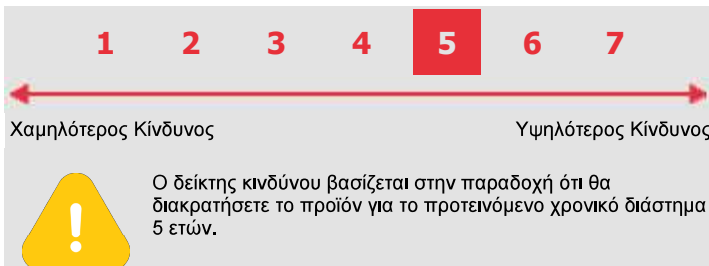 1 2 3 4 5 6 7
Χαμηλότερος Κίνδυνος Υψηλότερος Κίνδυνος
Ο δείκτης κινδύνου βασίζεται στην παραδοχή ότι θα
διακρατήσετε το προϊόν για το προτεινόμενο χρονικό διάστημα
5 ετών.